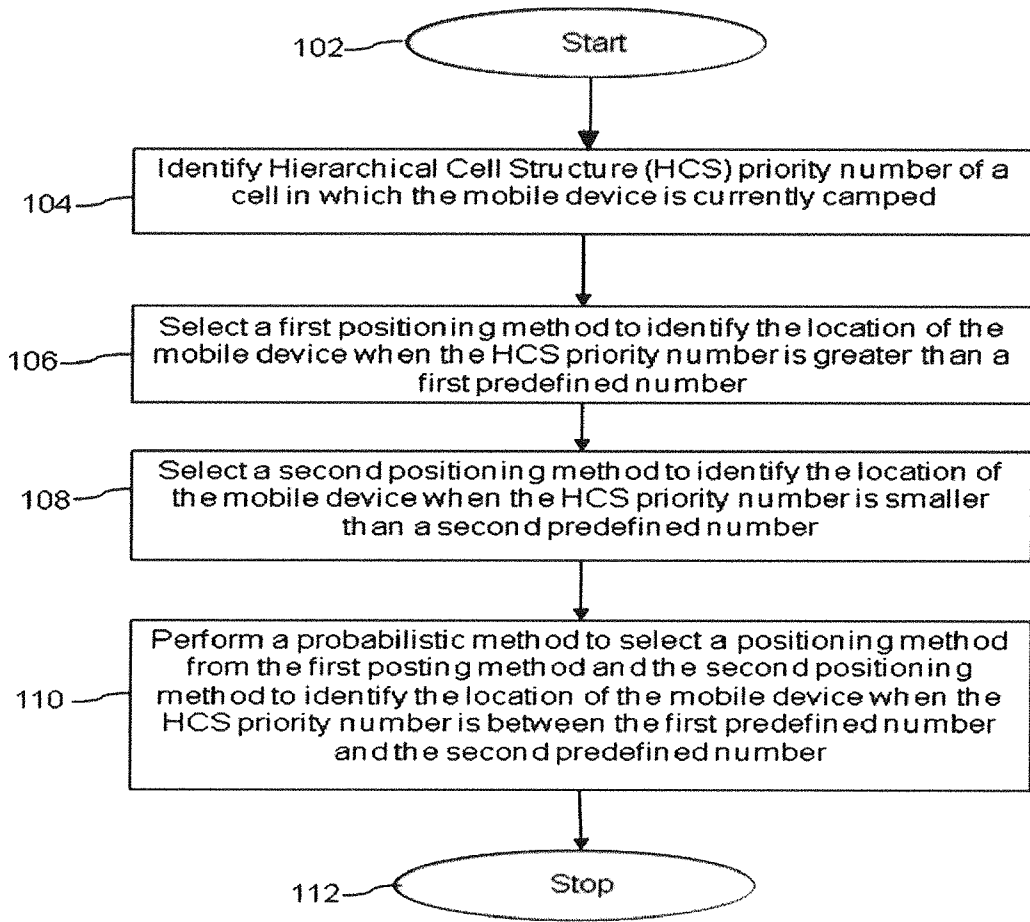 102
Start
Identify Hierarchical Cell Structure (HCS) priority number of a
cell in which the mobile device is currently camped
104
Select a first positioning method to identify the location of the
mobile device when the HCS priority number is greater than a
first predefined number
106
Select a second positioning method to identify the location of
the mobile device when the HCS priority number is smaller
than a second predefined number
108
Perform a probabilistic method to select a positioning method
from the first posting method and the second positioning
method to identify the location of the mobile device when the
HCS priority number is between the first predefined number
and the second predefined number
110
Stop
112